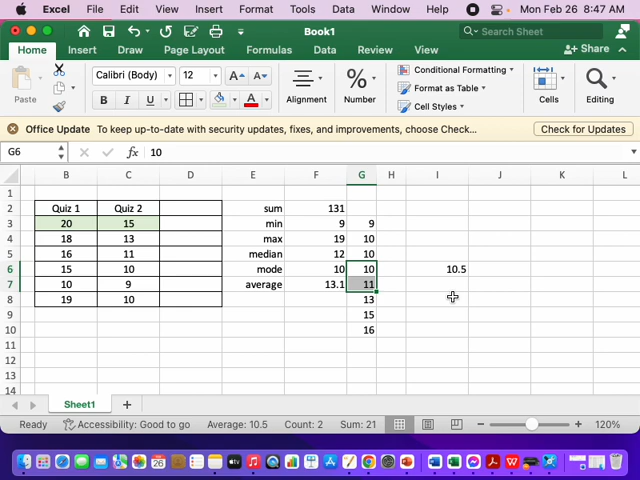 Excel File Edit View Insert Format Tools Data Window Help Mon Feb 26 8:47 AM
Book1 Search Sheet
Home Insert Draw Page Layout Formulas Data Review View Share
Paste Calibri (Body) 12 A A Alignment % Number Conditional Formatting Cells Editing
Format as Table
B I U A Cell Styles
Office Update To keep up-to-date with security updates, fixes, and improvements, choose Chec... Check for Updates
G6 fx 10
B C D E F G H I J K L
1
2 Quiz 1 Quiz 2 sum 131
3 20 15 min 9 9
4 18 13 max 19 10
5 16 11 median 12 10
6 15 10 mode 10 10 10.5
7 10 9 average 13.1 11
8 19 10 13
9 15
10 16
11
12
13
14
Sheet1 +
Ready Accessibility: Good to go Average: 10.5 Count: 2 Sum: 21 120%